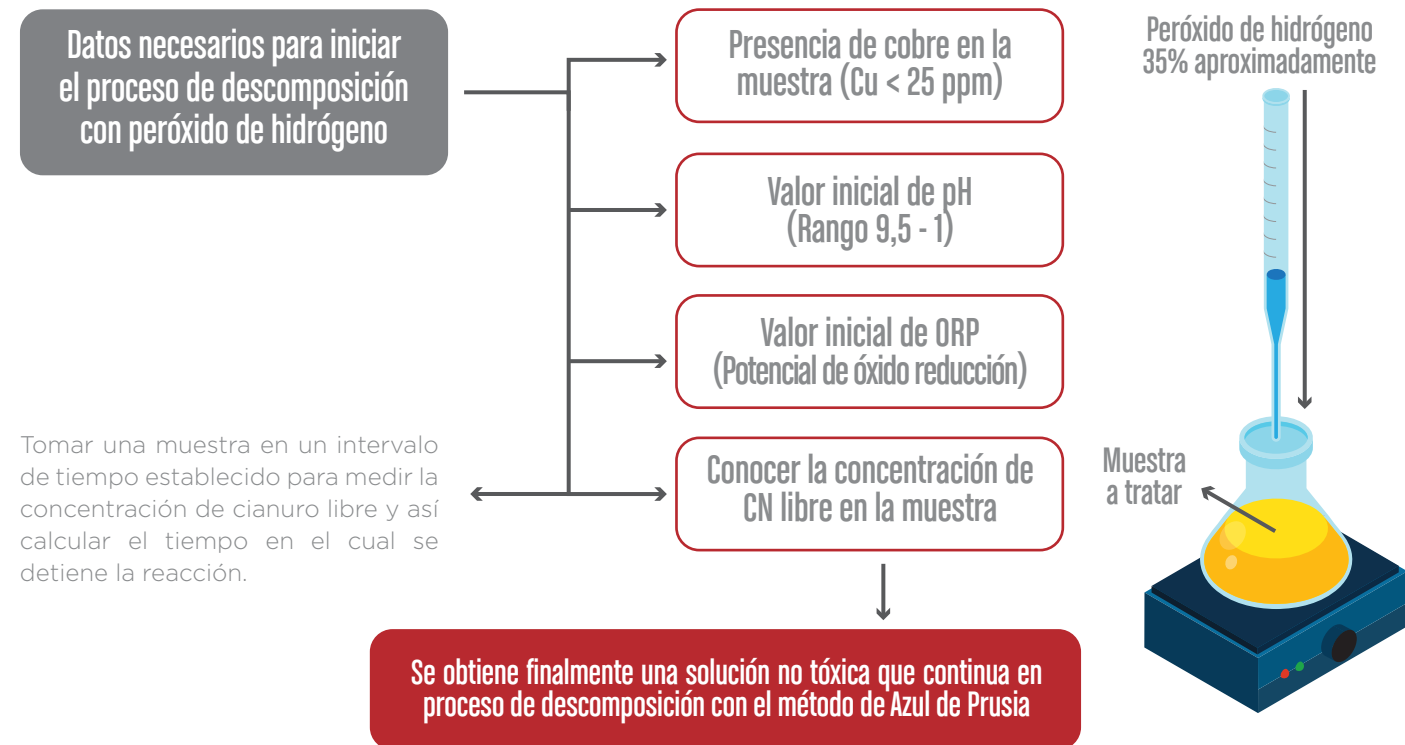 Datos necesarios para iniciar
el proceso de descomposición
con peróxido de hidrógeno
Presencia de cobre en la
muestra (Cu < 25 ppm)
Valor inicial de pH
(Rango 9,5 - 1)
Valor inicial de ORP
(Potencial de óxido reducción)
Conocer la concentración de
CN libre en la muestra
Tomar una muestra en un intervalo
de tiempo establecido para medir la
concentración de cianuro libre y así
calcular el tiempo en el cual se
detiene la reacción.
Se obtiene finalmente una solución no tóxica que continua en
proceso de descomposición con el método de Azul de Prusia
Peróxido de hidrógeno
35% aproximadamente
Muestra
a tratar